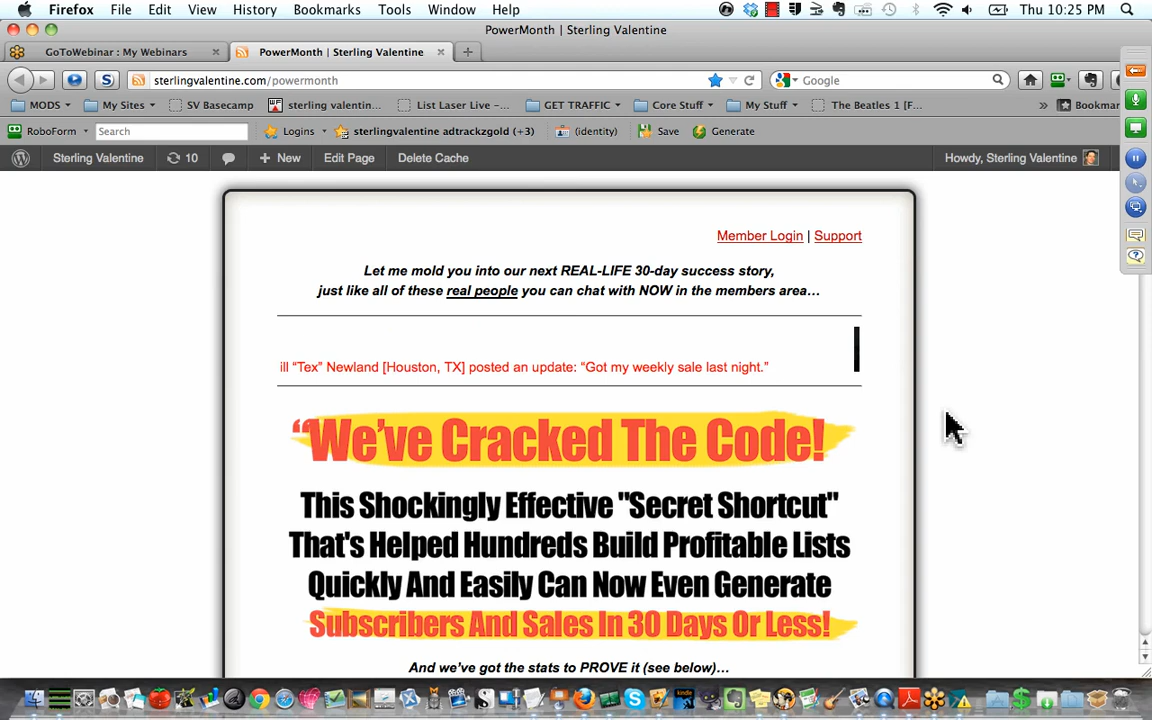 Firefox File Edit View History Bookmarks Tools Window Help Thu 10:25 PM
PowerMonth | Sterling Valentine
GoToWebinar : My Webinars PowerMonth | Sterling Valentine
sterlingvalentine.com/powermonth Google
MODS My Sites SV Basecamp sterling valentin... List Laser Live –... GET TRAFFIC Core Stuff My Stuff The Beatles 1 [F... » Bookmar
RoboForm Search Logins sterlingvalentine adtrackzgold (+3) (identity) Save Generate
Sterling Valentine 10 New Edit Page Delete Cache Howdy, Sterling Valentine
Member Login | Support
Let me mold you into our next REAL-LIFE 30-day success story,
just like all of these real people you can chat with NOW in the members area…
ill “Tex” Newland [Houston, TX] posted an update: “Got my weekly sale last night.”
“We’ve Cracked The Code!
This Shockingly Effective "Secret Shortcut"
That's Helped Hundreds Build Profitable Lists
Quickly And Easily Can Now Even Generate
Subscribers And Sales In 30 Days Or Less!
And we’ve got the stats to PROVE it (see below)…